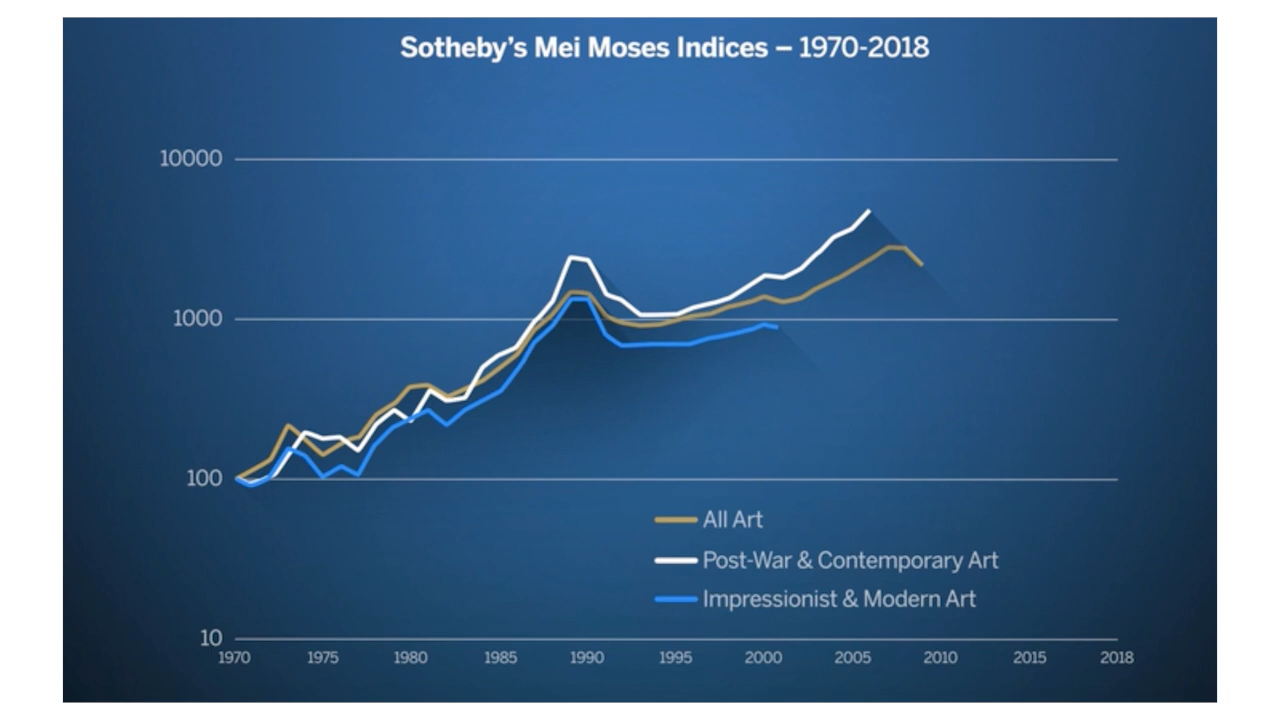 Sotheby's Mei Moses Indices – 1970-2018
10000
1000
100
All Art
Post-War & Contemporary Art
Impressionist & Modern Art
10
1970 1975 1980 1985 1990 1995 2000 2005 2010 2015 2018